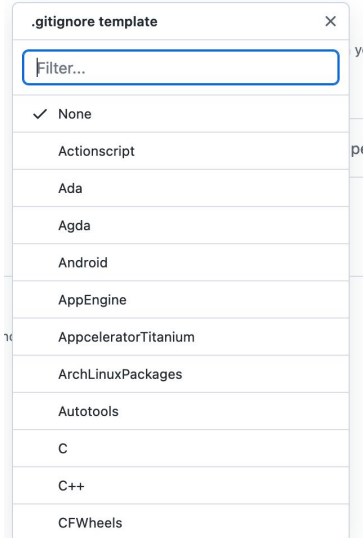 .gitignore template
Filter...
None
Actionscript
Ada
Agda
Android
AppEngine
AppceleratorTitanium
ArchLinuxPackages
Autotools
C
C++
CFWheels